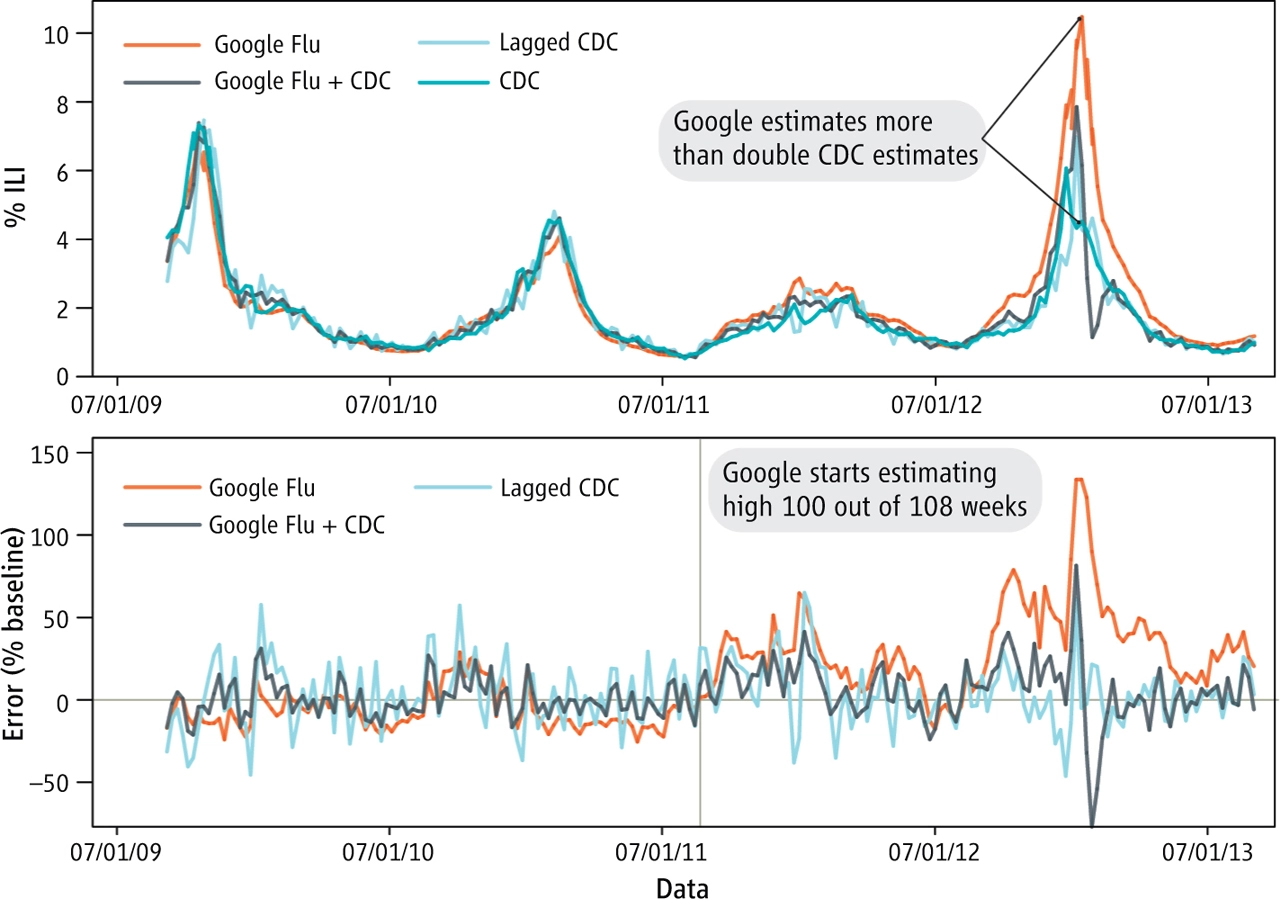 10
8
6
4
2
0
% ILI
Google Flu
Google Flu + CDC
Lagged CDC
CDC
Google estimates more
than double CDC estimates
07/01/09
07/01/10
07/01/11
07/01/12
07/01/13
150
100
50
0
–50
Error (% baseline)
Google Flu
Google Flu + CDC
Lagged CDC
Google starts estimating
high 100 out of 108 weeks
07/01/09
07/01/10
07/01/11
07/01/12
07/01/13
Data